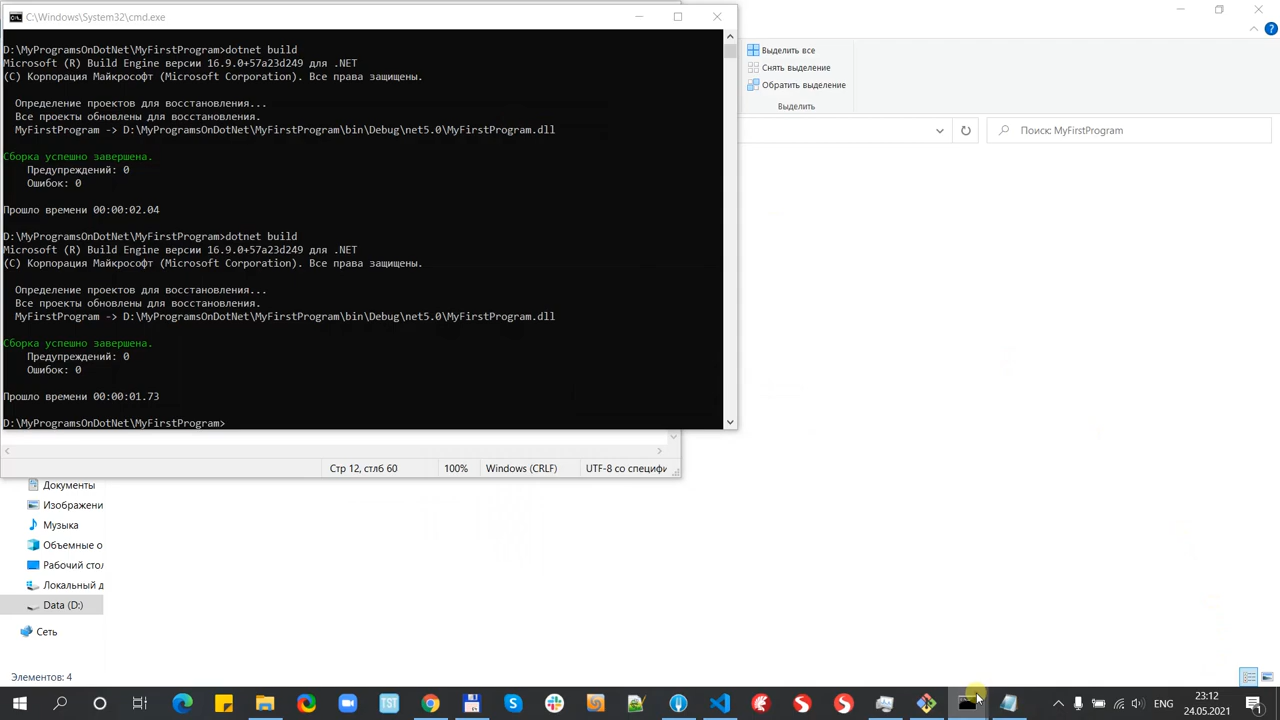 C:\Windows\System32\cmd.exe
D:\MyProgramsOnDotNet\MyFirstProgram>dotnet build
Microsoft (R) Build Engine версии 16.9.0+57a23d249 для .NET
(C) Корпорация Майкрософт (Microsoft Corporation). Все права защищены.
Определение проектов для восстановления...
Все проекты обновлены для восстановления.
MyFirstProgram -> D:\MyProgramsOnDotNet\MyFirstProgram\bin\Debug\net5.0\MyFirstProgram.dll
Сборка успешно завершена.
Предупреждений: 0
Ошибок: 0
Прошло времени 00:00:02.04
D:\MyProgramsOnDotNet\MyFirstProgram>dotnet build
Microsoft (R) Build Engine версии 16.9.0+57a23d249 для .NET
(C) Корпорация Майкрософт (Microsoft Corporation). Все права защищены.
Определение проектов для восстановления...
Все проекты обновлены для восстановления.
MyFirstProgram -> D:\MyProgramsOnDotNet\MyFirstProgram\bin\Debug\net5.0\MyFirstProgram.dll
Сборка успешно завершена.
Предупреждений: 0
Ошибок: 0
Прошло времени 00:00:01.73
D:\MyProgramsOnDotNet\MyFirstProgram>
Выделить все
Снять выделение
Обратить выделение
Выделить
Поиск: MyFirstProgram
Стр 12, стлб 60
100%
Windows (CRLF)
UTF-8 со специфи
Документы
Изображени
Музыка
Объемные о
Рабочий стол
Локальный д
Data (D:)
Сеть
Элементов: 4
TST
ENG
23:12
24.05.2021